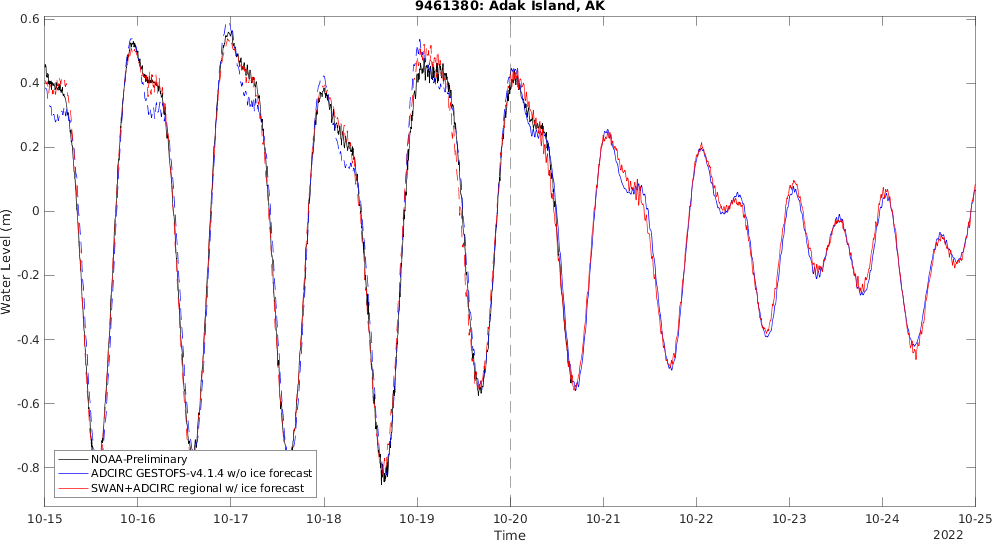 9461380: Adak Island, AK
0.6
0.4
0.2
0
-0.2
-0.4
-0.6
-0.8
Water Level (m)
NOAA-Preliminary
ADCIRC GESTOFS-v4.1.4 w/o ice forecast
SWAN+ADCIRC regional w/ ice forecast
10-15 10-16 10-17 10-18 10-19 10-20 10-21 10-22 10-23 10-24 10-25
Time
2022